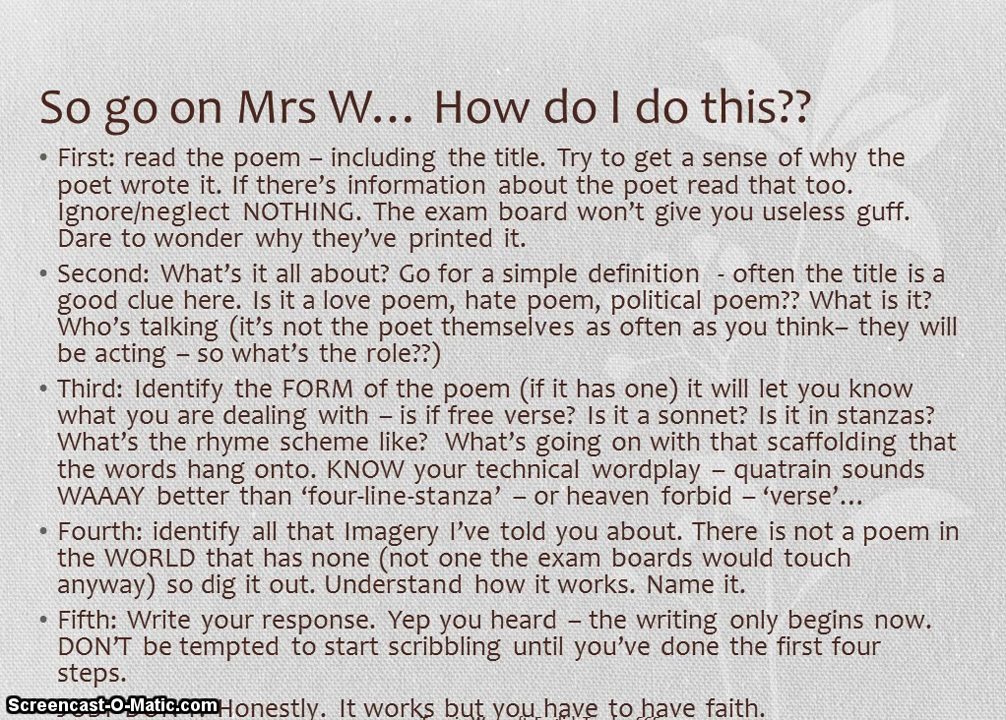 So go on Mrs W... How do I do this??
• First: read the poem – including the title. Try to get a sense of why the
poet wrote it. If there's information about the poet read that too.
Ignore/neglect NOTHING. The exam board won't give you useless guff.
Dare to wonder why they've printed it.
• Second: What's it all about? Go for a simple definition - often the title is a
good clue here. Is it a love poem, hate poem, political poem?? What is it?
Who's talking (it's not the poet themselves as often as you think– they will
be acting – so what's the role??)
• Third: Identify the FORM of the poem (if it has one) it will let you know
what you are dealing with – is if free verse? Is it a sonnet? Is it in stanzas?
What's the rhyme scheme like? What's going on with that scaffolding that
the words hang onto. KNOW your technical wordplay – quatrain sounds
WAAAY better than 'four-line-stanza' – or heaven forbid – 'verse'...
• Fourth: identify all that Imagery I've told you about. There is not a poem in
the WORLD that has none (not one the exam boards would touch
anyway) so dig it out. Understand how it works. Name it.
• Fifth: Write your response. Yep you heard – the writing only begins now.
DON'T be tempted to start scribbling until you've done the first four
steps.
Honestly. It works but you have to have faith.
Screencast-O-Matic.com